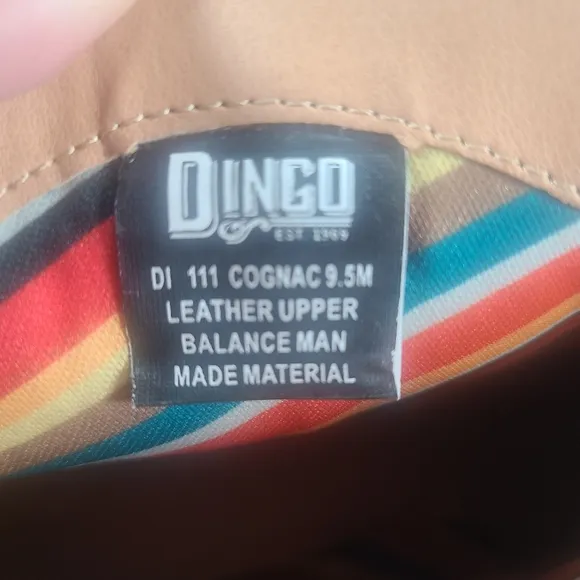 DINGO
EST 1969
DI 111 COGNAC 9.5M
LEATHER UPPER
BALANCE MAN
MADE MATERIAL